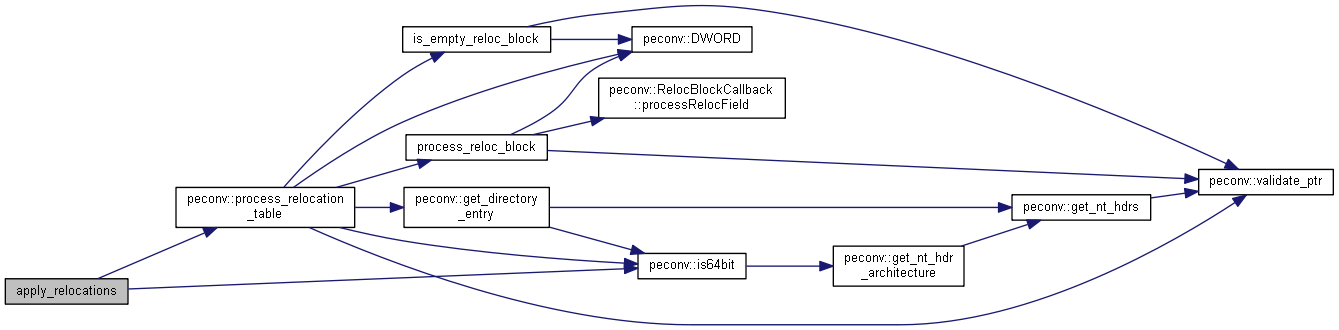 is_empty_reloc_block
peconv::DWORD
peconv::RelocBlockCallback
::processRelocField
process_reloc_block
peconv::validate_ptr
peconv::process_relocation
_table
peconv::get_directory
_entry
peconv::get_nt_hdrs
peconv::is64bit
peconv::get_nt_hdr
_architecture
apply_relocations